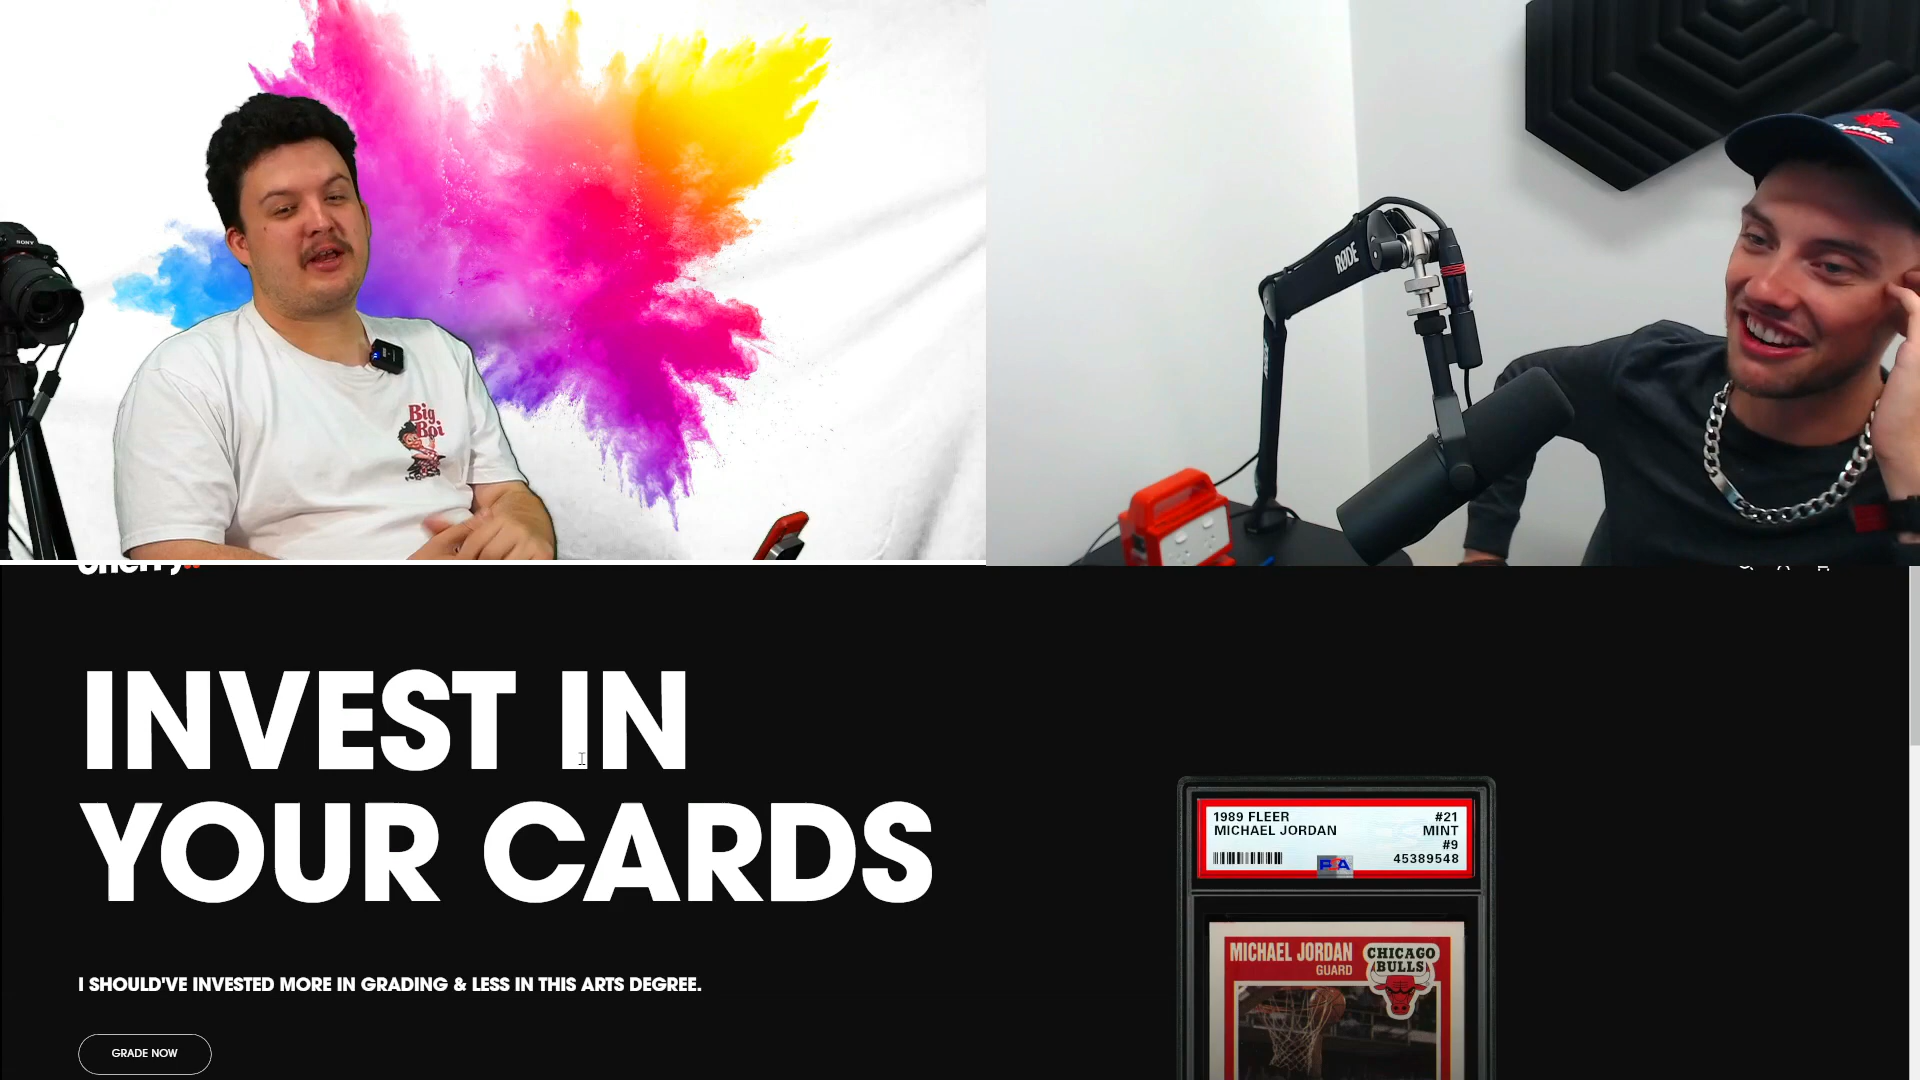 SONY
Big
Boi
RØDE
Canada
INVEST IN
YOUR CARDS
I SHOULD'VE INVESTED MORE IN GRADING & LESS IN THIS ARTS DEGREE.
GRADE NOW
1989 FLEER #21
MICHAEL JORDAN MINT
#9
45389548
PSA
MICHAEL JORDAN
GUARD
CHICAGO
BULLS